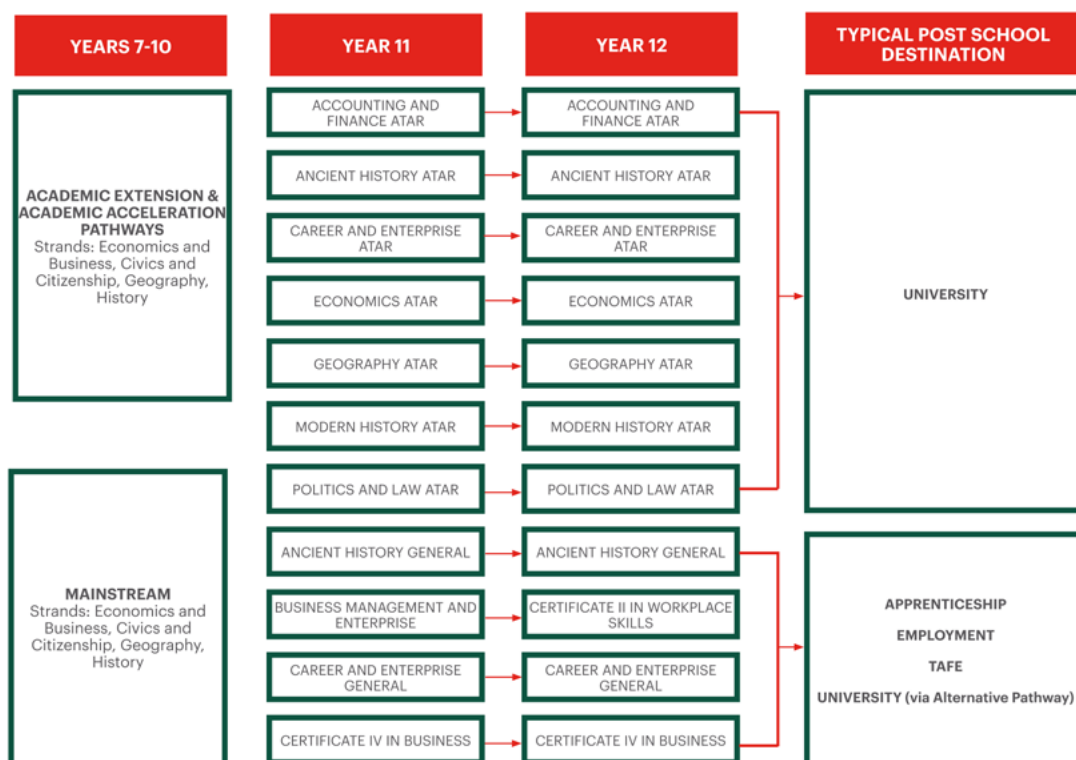 YEARS 7-10
YEAR 11
YEAR 12
TYPICAL POST SCHOOL
DESTINATION
ACADEMIC EXTENSION &
ACADEMIC ACCELERATION
PATHWAYS
Strands: Economics and
Business, Civics and
Citizenship, Geography,
History
MAINSTREAM
Strands: Economics and
Business, Civics and
Citizenship, Geography,
History
ACCOUNTING AND
FINANCE ATAR
ANCIENT HISTORY ATAR
CAREER AND ENTERPRISE
ATAR
ECONOMICS ATAR
GEOGRAPHY ATAR
MODERN HISTORY ATAR
POLITICS AND LAW ATAR
ANCIENT HISTORY GENERAL
BUSINESS MANAGEMENT AND
ENTERPRISE
CAREER AND ENTERPRISE
GENERAL
CERTIFICATE IV IN BUSINESS
ACCOUNTING AND
FINANCE ATAR
ANCIENT HISTORY ATAR
CAREER AND ENTERPRISE
ATAR
ECONOMICS ATAR
GEOGRAPHY ATAR
MODERN HISTORY ATAR
POLITICS AND LAW ATAR
ANCIENT HISTORY GENERAL
CERTIFICATE II IN WORKPLACE
SKILLS
CAREER AND ENTERPRISE
GENERAL
CERTIFICATE IV IN BUSINESS
UNIVERSITY
APPRENTICESHIP
EMPLOYMENT
TAFE
UNIVERSITY (via Alternative Pathway)